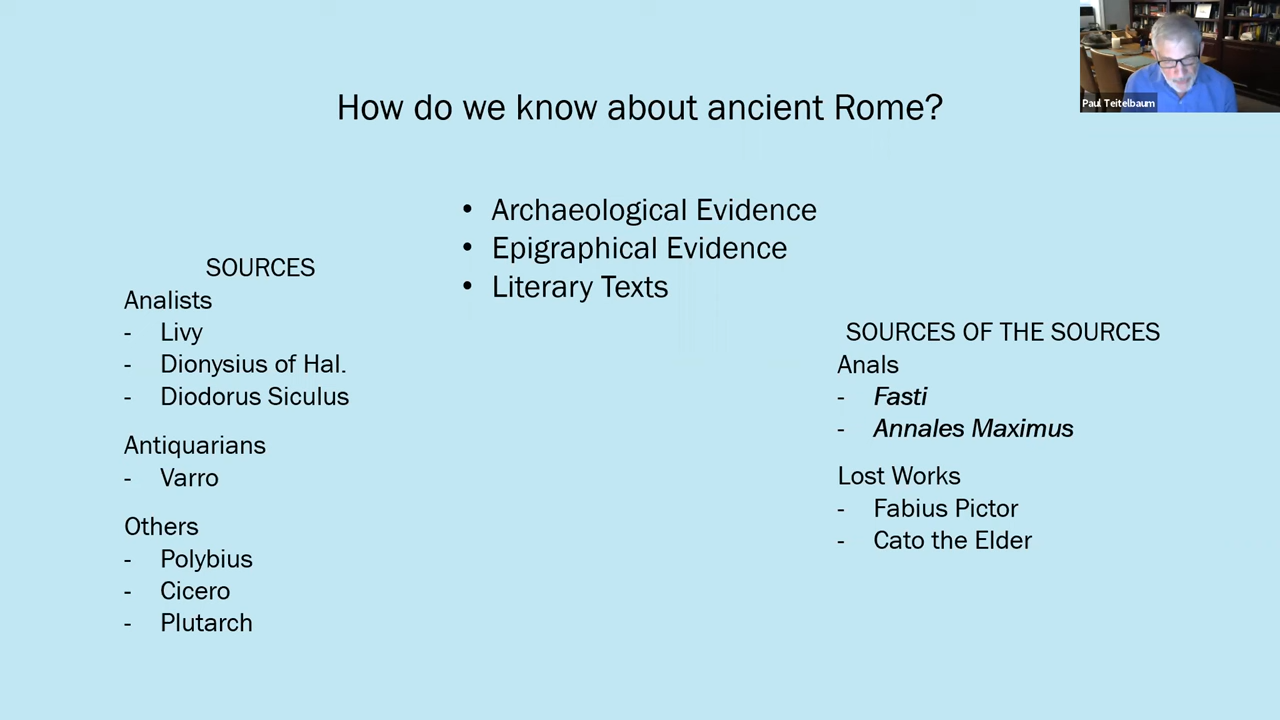 How do we know about ancient Rome?
• Archaeological Evidence
• Epigraphical Evidence
• Literary Texts
SOURCES
Analists
- Livy
- Dionysius of Hal.
- Diodorus Siculus
Antiquarians
- Varro
Others
- Polybius
- Cicero
- Plutarch
SOURCES OF THE SOURCES
Anals
- Fasti
- Annales Maximus
Lost Works
- Fabius Pictor
- Cato the Elder
Paul Teitelbaum